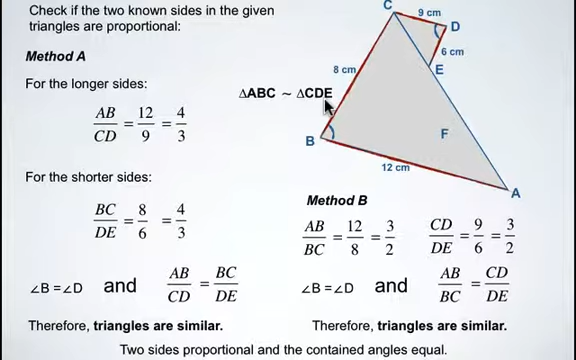 Check if the two known sides in the given
triangles are proportional:
Method A
For the longer sides:
AB/CD = 12/9 = 4/3
For the shorter sides:
BC/DE = 8/6 = 4/3
∠B =∠D and AB/CD = BC/DE
Therefore, triangles are similar.
C
9 cm
D
6 cm
E
8 cm
ΔABC ~ ΔCDE
B
F
12 cm
A
Method B
AB/BC = 12/8 = 3/2 CD/DE = 9/6 = 3/2
∠B =∠D and AB/BC = CD/DE
Therefore, triangles are similar.
Two sides proportional and the contained angles equal.